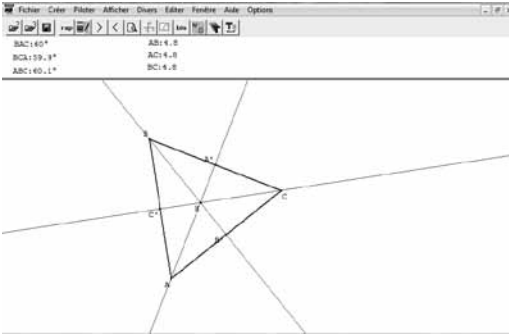 Fichier Créer Piloter Afficher Divers Editer Fenêtre Aide Options
BAC:60° AB:4.8
BCA:59.9° AC:4.8
ABC:60.1° BC:4.8
B
A'
C
C'
B'
A